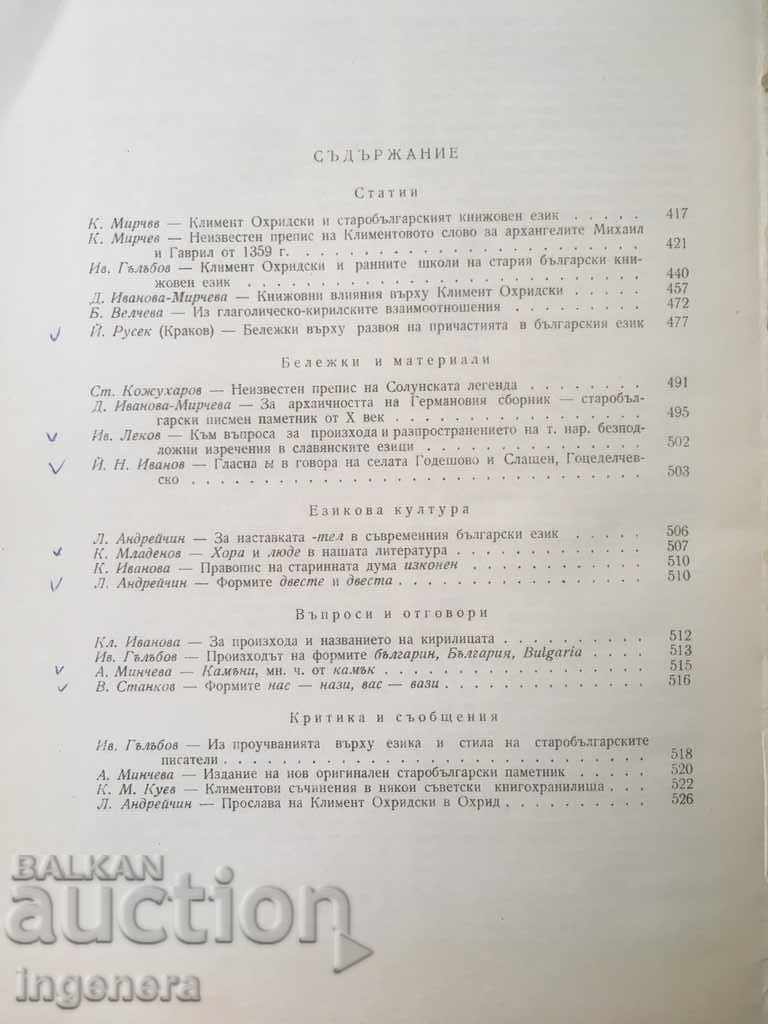 СЪДЪРЖАНИЕ
Статии
К. Мирчвв — Климент Охридски и старобългарският книжовен език . . . . . 417
К. Мирчев — Неизвестен препис на Климентовото слово за архангелите Михаил
и Гаврил от 1359 г. . . . . . . . . . . . . . . . . . . . 421
Ив. Гълъбов — Климент Охридски и ранните школи на стария български кни-
жовен език . . . . . . . . . . . . . . . . . . . . . . 440
Д. Иванова-Мирчева — Книжовни влияния върху Климент Охридски . . . . . 457
Б. Велчева — Из глаголическо-кирилските взаимоотношения . . . . . . . . . 472
Й. Русек (Краков) — Бележки върху развоя на причастията в българския език 477
Бележки и материали
Ст. Кожухаров — Неизвестен препис на Солунската легенда . . . . . . . . 491
Д. Иванова-Мирчева — За архаичността на Германовия сборник — старобъл-
гарски писмен паметник от X век . . . . . . . . . . . . . . . . 495
Ив. Леков — Към въпроса за произхода и разпространението на т. нар. безпод-
ложни изречения в славянските езици . . . . . . . . . . . . . . 502
Й. Н. Иванов — Гласна ы в говора на селата Годешово и Слащен, Гоцеделчев-
ско . . . . . . . . . . . . . . . . . . . . . . . . . . 503
Езикова култура
Л. Андрейчин — За наставката -тел в съвременния български език . . . . . 506
К. Младенов — Хора и люде в нашата литература . . . . . . . . . . . . . 507
К. Иванова — Правопис на старинната дума изконен . . . . . . . . . . . . 510
Л. Андрейчин — Формите двесте и двеста . . . . . . . . . . . . . . . . . 510
Въпроси и отговори
Кл. Иванова — За произхода и названието на кирилицата . . . . . . . . . . 512
Ив. Гълъбов — Произходът на формите българин, България, Bulgaria . . . . 513
А. Минчева — Камъни, мн. ч. от камък . . . . . . . . . . . . . . . . . . 515
В. Станков — Формите нас — нази, вас — вази . . . . . . . . . . . . . . 516
Критика и съобщения
Ив. Гълъбов — Из проучванията върху езика и стила на старобългарските
писатели . . . . . . . . . . . . . . . . . . . . . . . . . 518
А. Минчева — Издание на нов оригинален старобългарски паметник . . . . . 520
К. М. Куев — Климентови съчинения в някои съветски книгохранилища . . . 522
Л. Андрейчин — Прослава на Климент Охридски в Охрид . . . . . . . . . . 526
BALKAN
auction
ingenera